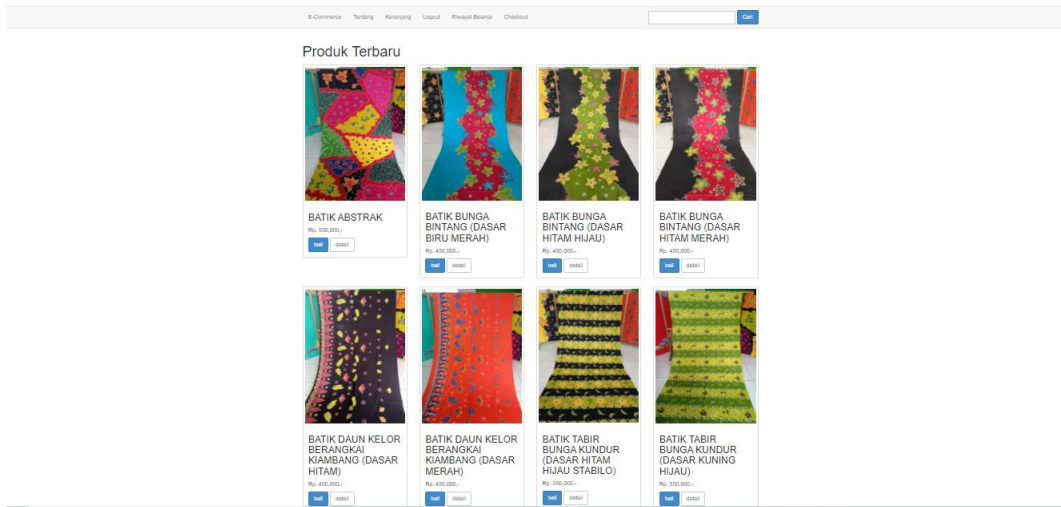 E-Commerce Tentang Keranjang Logout Riwayat Belanja Checkout Cari
Produk Terbaru
BATIK ABSTRAK
Rp. 550,000,-
beli detail
BATIK BUNGA
BINTANG (DASAR
BIRU MERAH)
Rp. 450,000,-
beli detail
BATIK BUNGA
BINTANG (DASAR
HITAM HIJAU)
Rp. 450,000,-
beli detail
BATIK BUNGA
BINTANG (DASAR
HITAM MERAH)
Rp. 450,000,-
beli detail
BATIK DAUN KELOR
BERANGKAI
KIAMBANG (DASAR
HITAM)
Rp. 450,000,-
beli detail
BATIK DAUN KELOR
BERANGKAI
KIAMBANG (DASAR
MERAH)
Rp. 450,000,-
beli detail
BATIK TABIR
BUNGA KUNDUR
(DASAR HITAM
HIJAU STABILO)
Rp. 550,000,-
beli detail
BATIK TABIR
BUNGA KUNDUR
(DASAR KUNING
HIJAU)
Rp. 550,000,-
beli detail